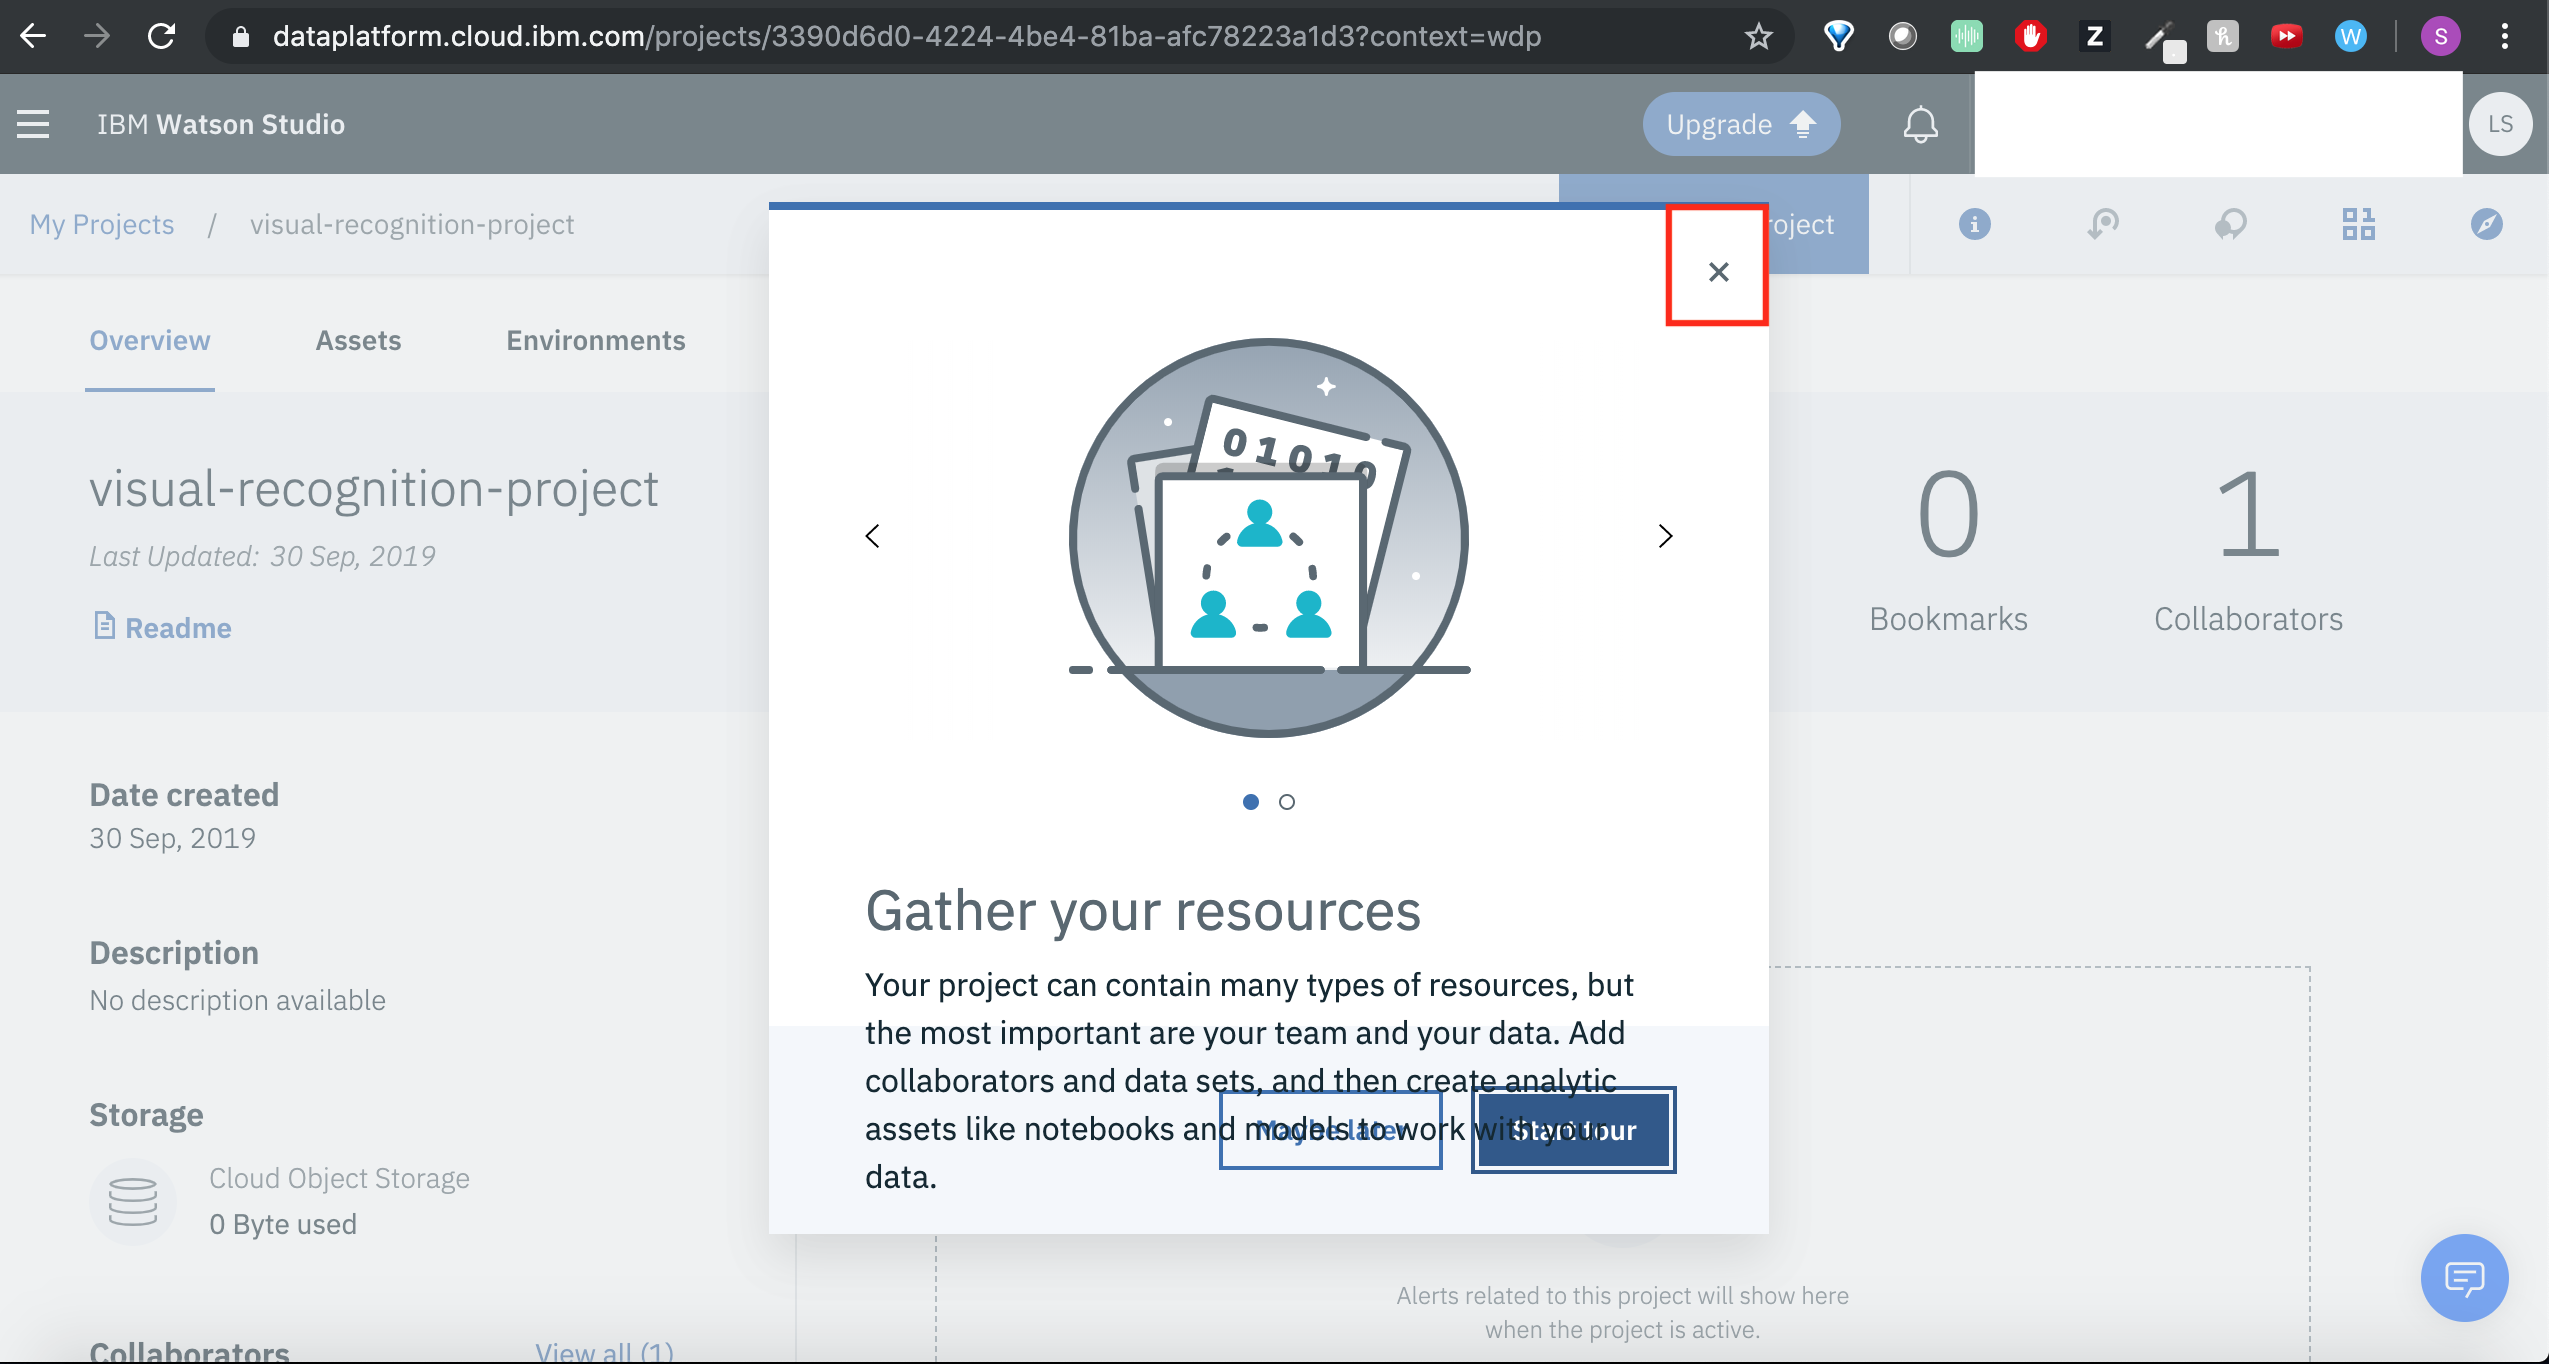 dataplatform.cloud.ibm.com/projects/3390d6d0-4224-4be4-81ba-afc78223a1d3?context=wdp
Z
h
W
S
IBM Watson Studio
Upgrade
LS
My Projects / visual-recognition-project
roject
Overview
Assets
Environments
visual-recognition-project
Last Updated: 30 Sep, 2019
Readme
0
Bookmarks
1
Collaborators
01010
Date created
30 Sep, 2019
Description
No description available
Storage
Cloud Object Storage
0 Byte used
Collaborators
View all (1)
Gather your resources
Your project can contain many types of resources, but
the most important are your team and your data. Add
collaborators and data sets, and then create analytic
assets like notebooks and models to work with your
data.
Maybe later
Start tour
Alerts related to this project will show here
when the project is active.